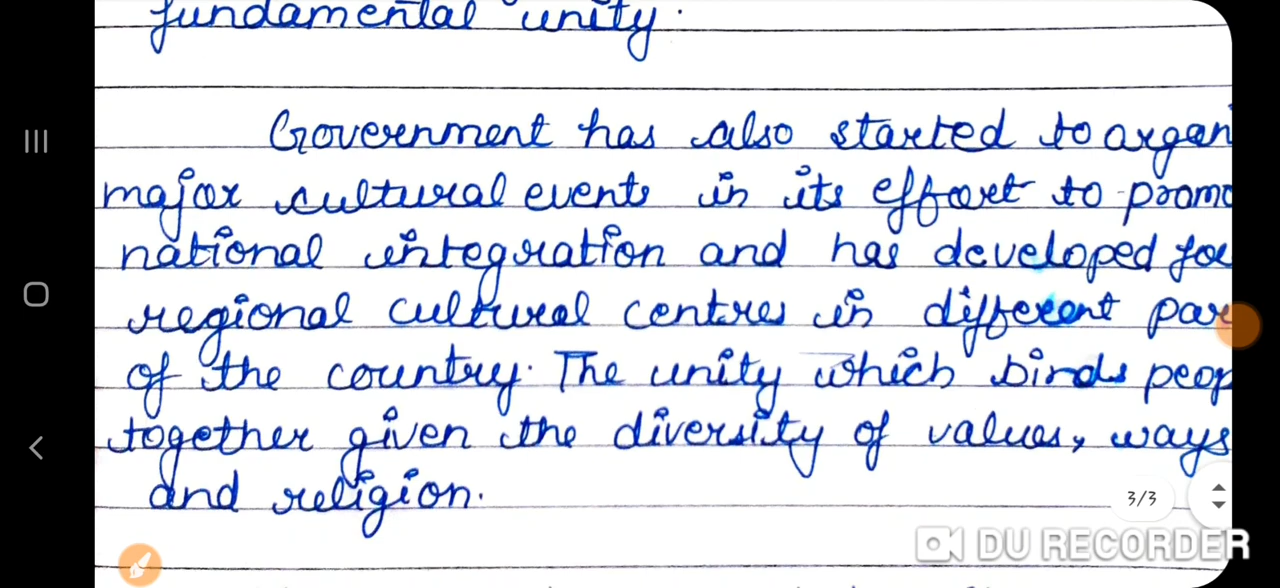 fundamental unity.
Government has also started to argan
major cultural events in its effort to promo
national integration and has developed fou
regional cultural centres in different par
of the country. The unity which binds peop
together given the diversity of values, ways
and religion.
3/3
DU RECORDER